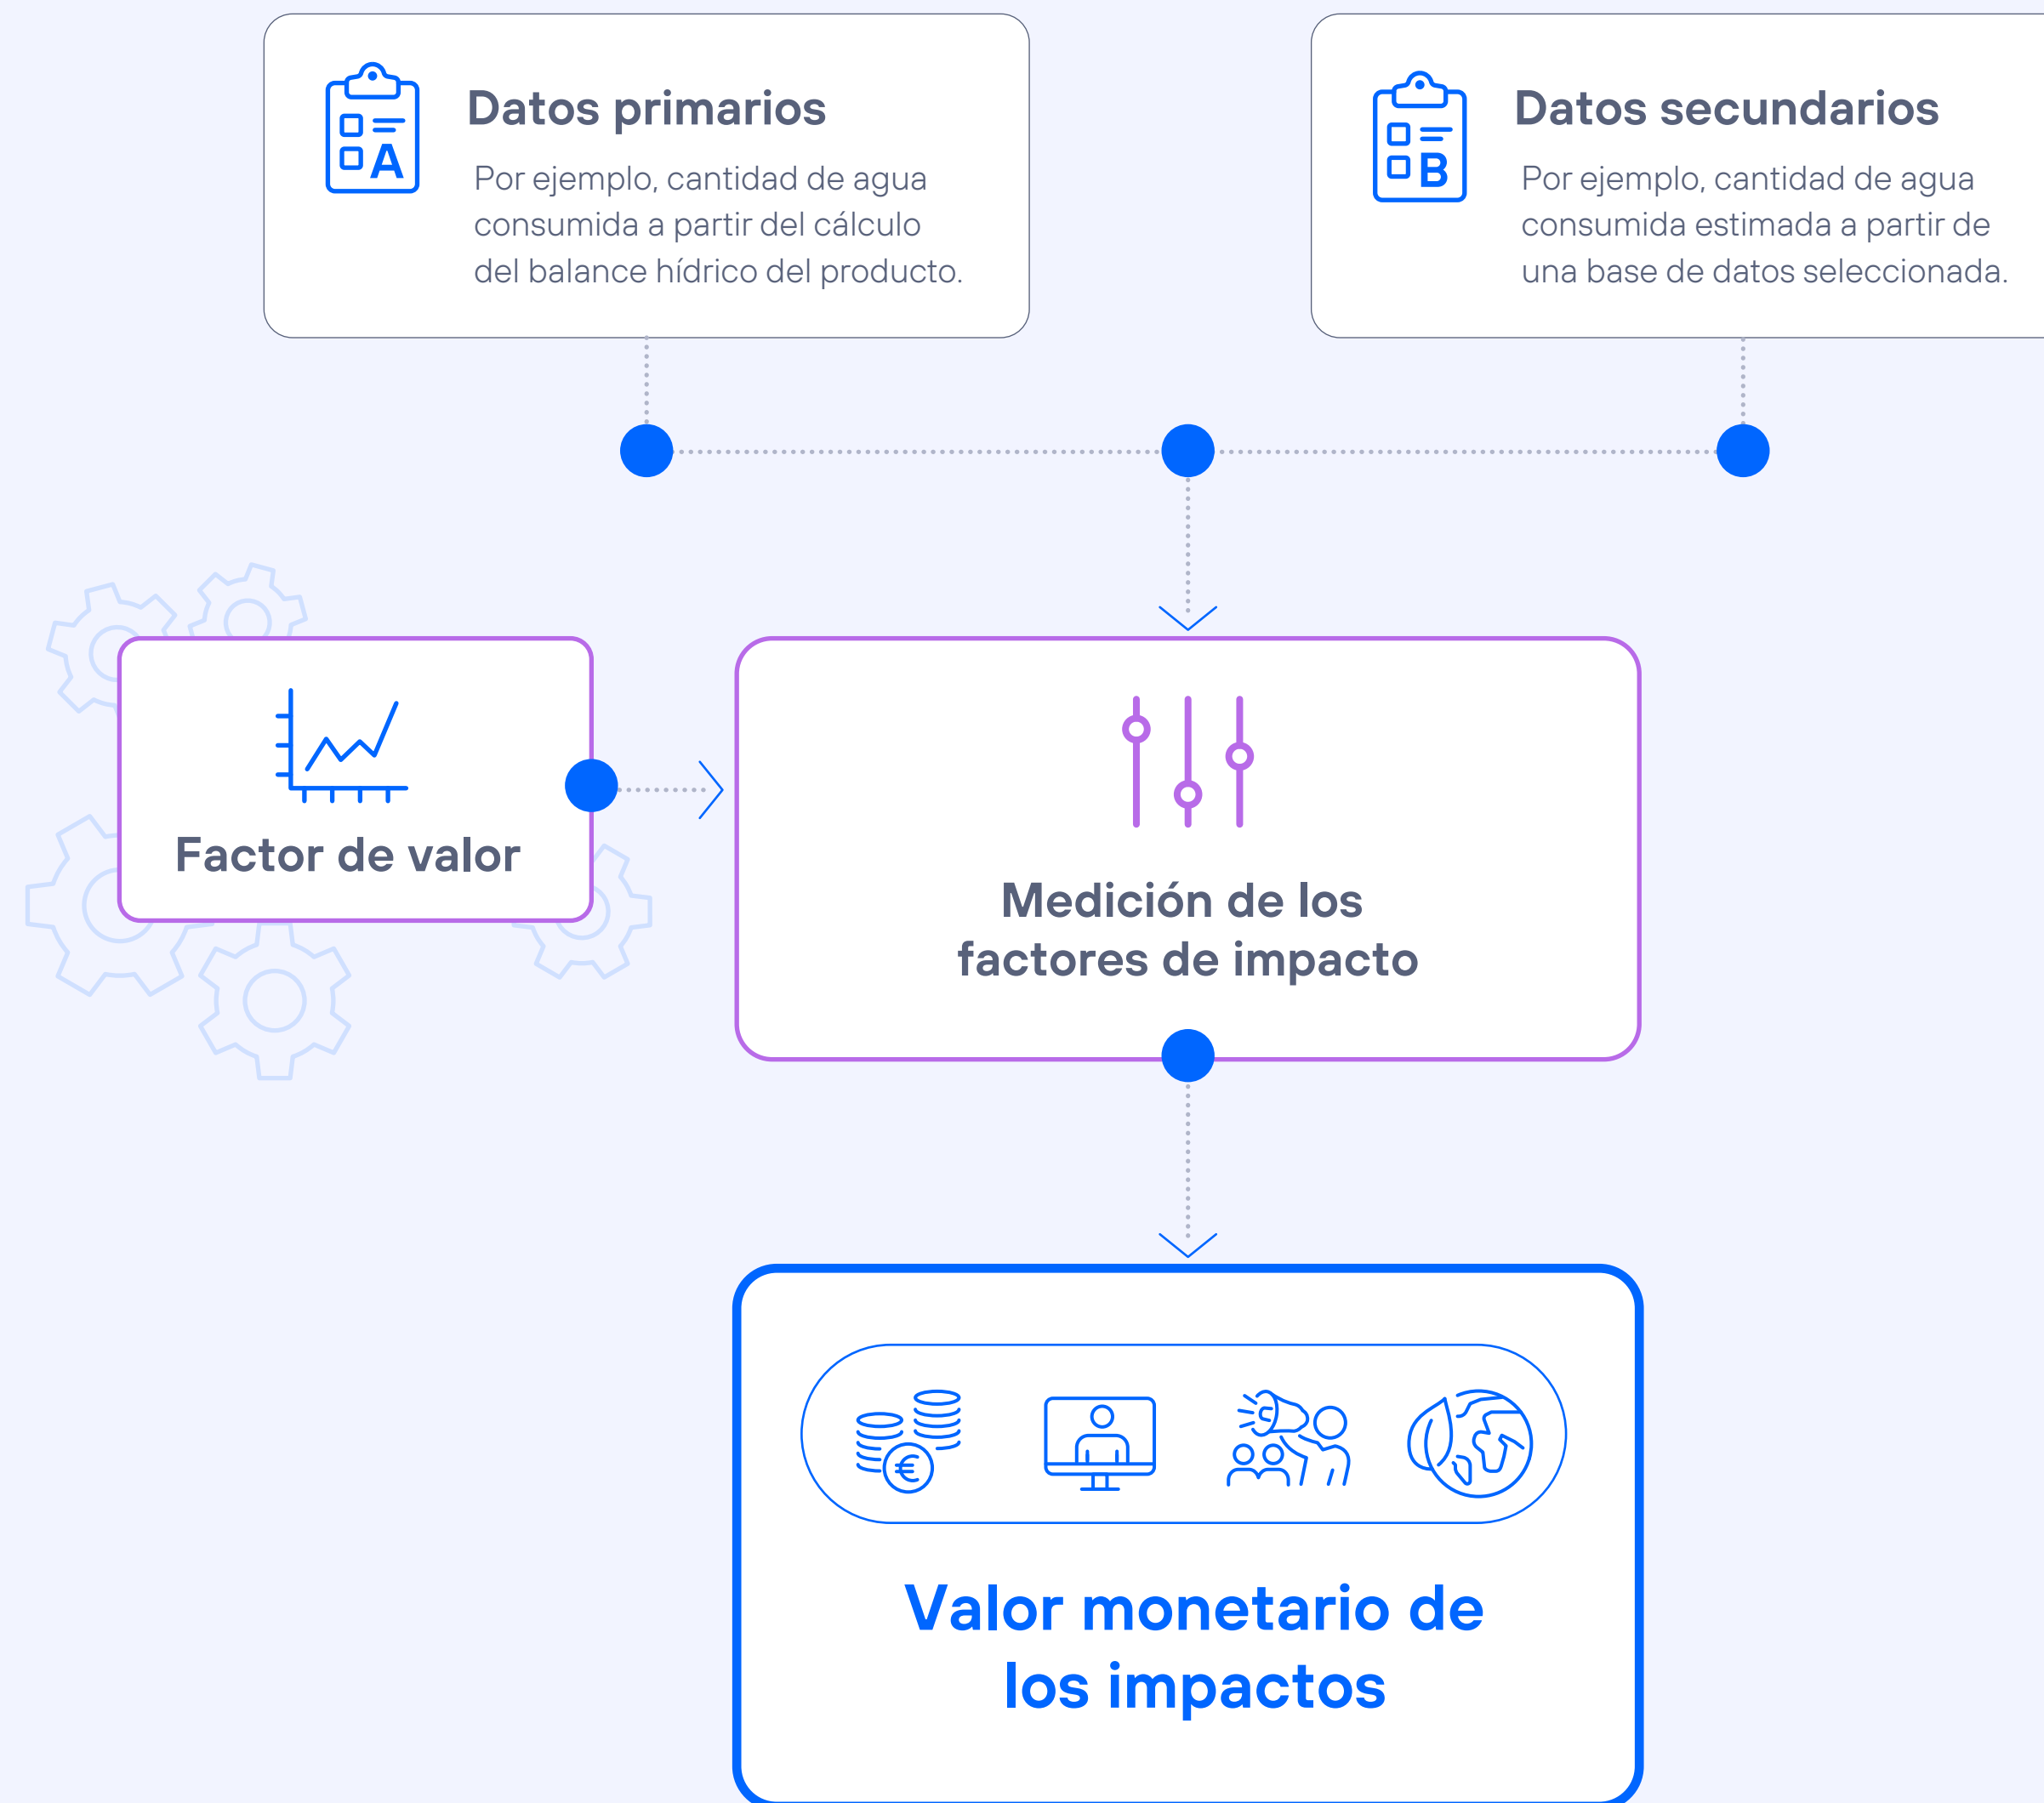 A
Datos primarios
Por ejemplo, cantidad de agua
consumida a partir del cálculo
del balance hídrico del producto.
B
Datos secundarios
Por ejemplo, cantidad de agua
consumida estimada a partir de
una base de datos seleccionada.
Factor de valor
Medición de los
factores de impacto
€
Valor monetario de
los impactos